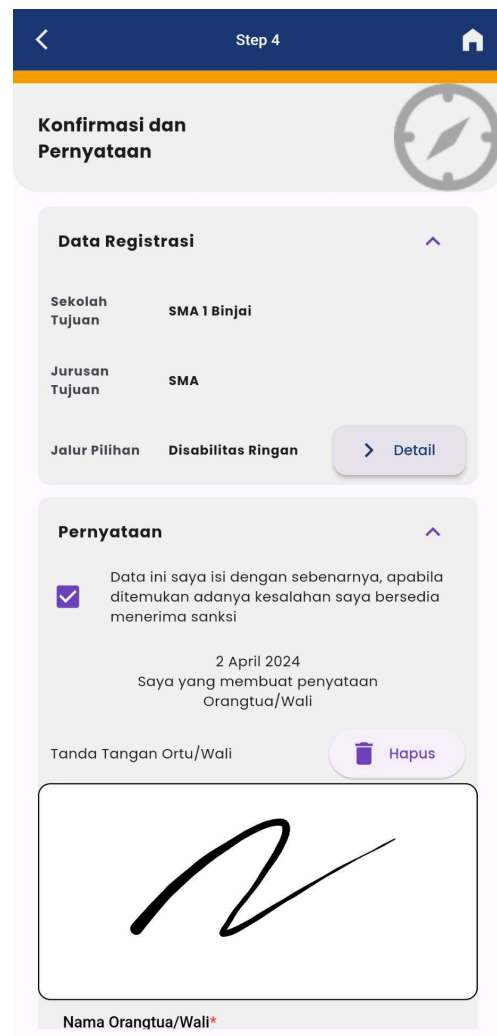 Step 4
Konfirmasi dan
Pernyataan
Data Registrasi
Sekolah
Tujuan
SMA 1 Binjai
Jurusan
Tujuan
SMA
Jalur Pilihan
Disabilitas Ringan
Detail
Pernyataan
Data ini saya isi dengan sebenarnya, apabila
ditemukan adanya kesalahan saya bersedia
menerima sanksi
2 April 2024
Saya yang membuat penyataan
Orangtua/Wali
Tanda Tangan Ortu/Wali
Hapus
Nama Orangtua/Wali*